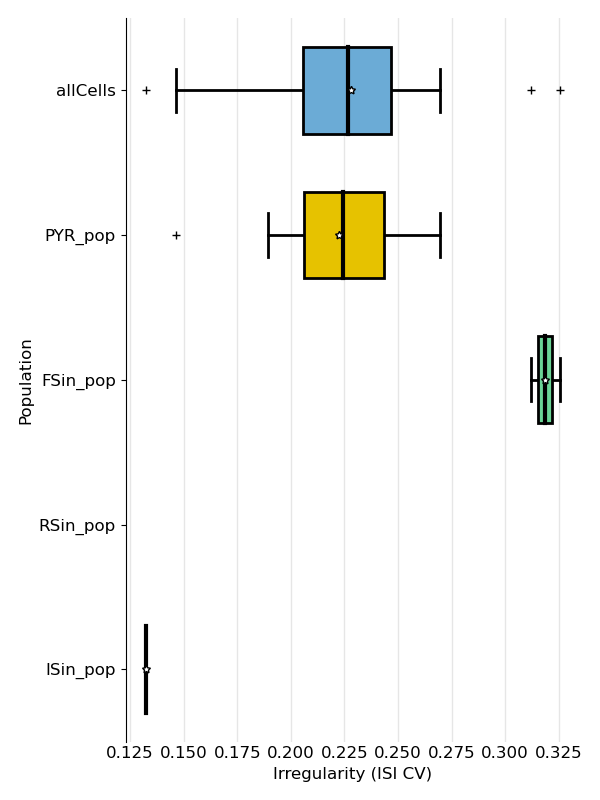 allCells
PYR_pop
FSin_pop
RSin_pop
ISin_pop
Population
0.125 0.150 0.175 0.200 0.225 0.250 0.275 0.300 0.325
Irregularity (ISI CV)